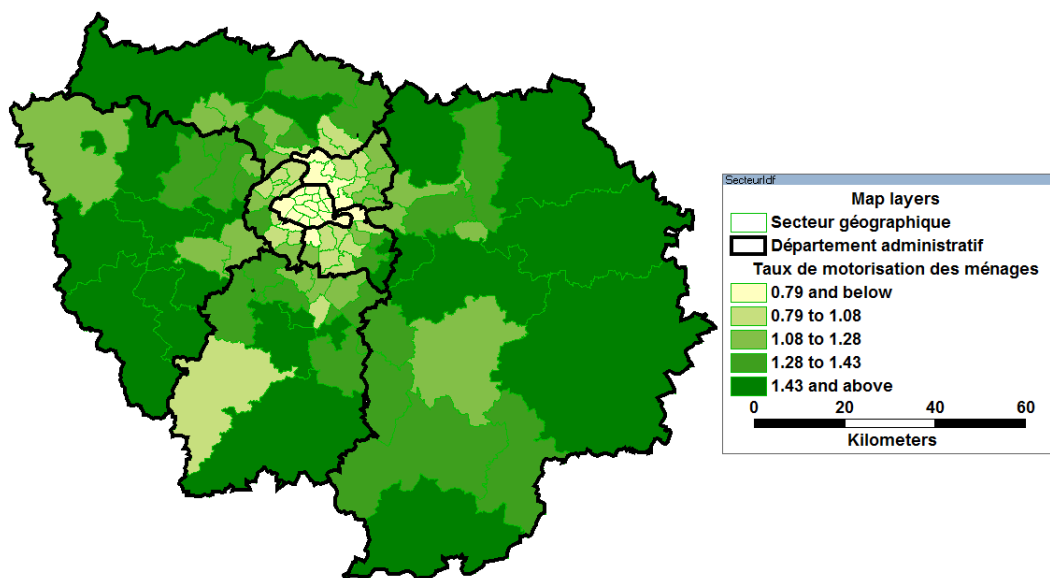 SecteurIdf
Map layers
Secteur géographique
Département administratif
Taux de motorisation des ménages
0.79 and below
0.79 to 1.08
1.08 to 1.28
1.28 to 1.43
1.43 and above
0 20 40 60
Kilometers